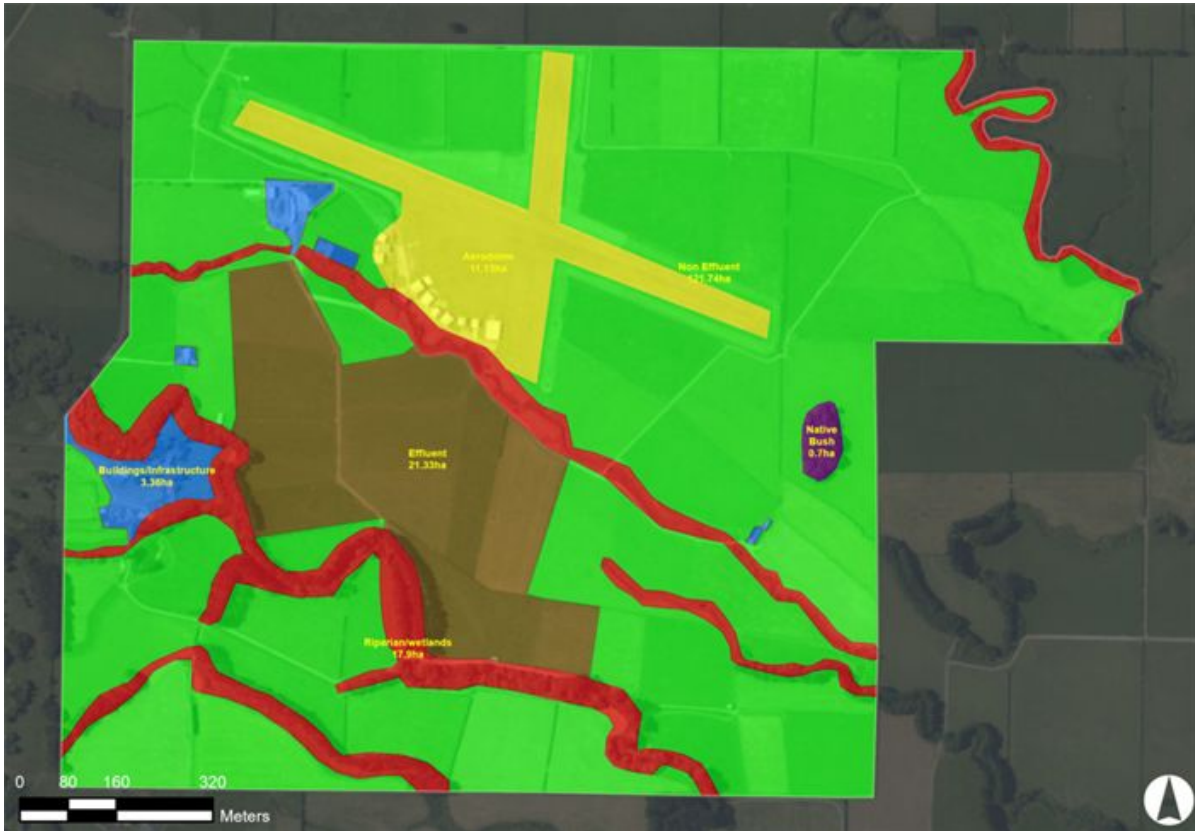 Aerodrome
11.73ha
Non Effluent
121.74ha
Native
Bush
0.7ha
Effluent
21.33ha
Buildings/Infrastructure
3.36ha
Riparian/wetlands
17.9ha
0 80 160 320
Meters